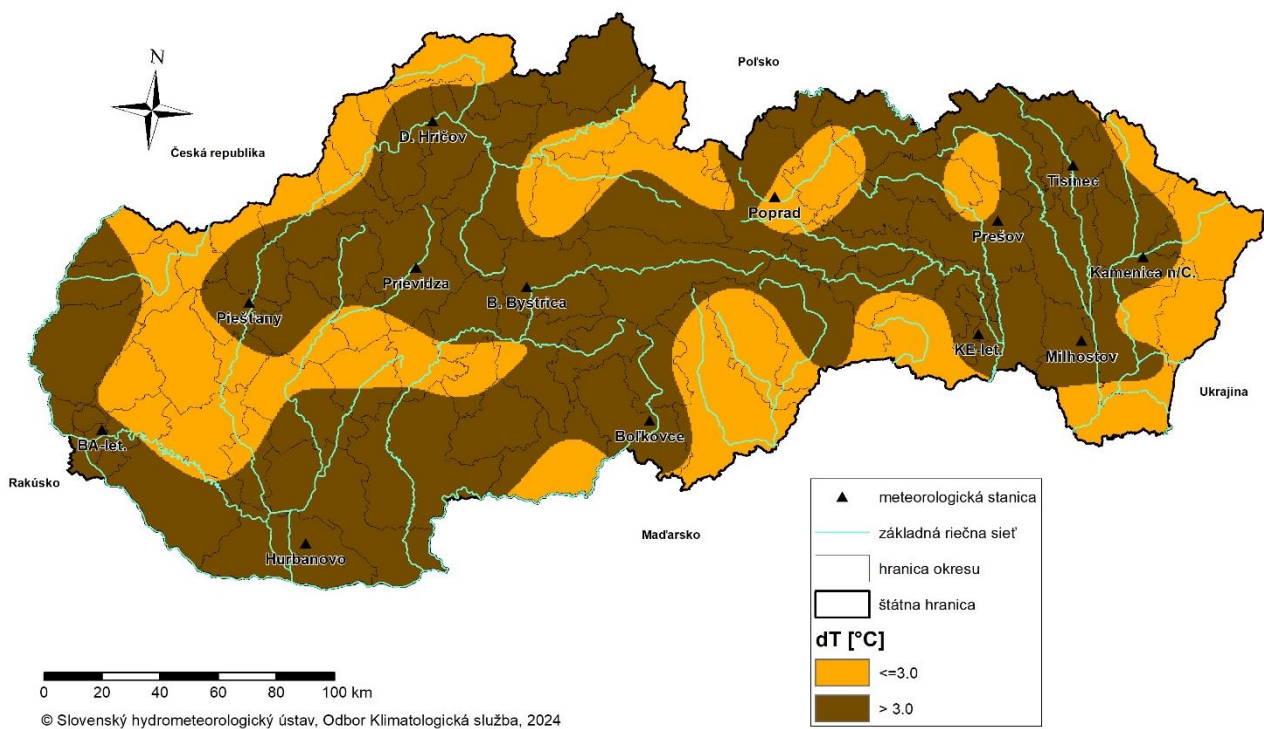 N
Poľsko
Česká republika
D. Hričov
Tisinec
Poprad
Prešov
Kamenica n/C.
Prievidza
B. Bystrica
Piešťany
KE-let.
Milhostov
Ukrajina
Boľkovce
BA-let.
Rakúsko
Maďarsko
Hurbanovo
meteorologická stanica
základná riečna sieť
hranica okresu
štátna hranica
dT [°C]
<=3.0
> 3.0
0 20 40 60 80 100 km
© Slovenský hydrometeorologický ústav, Odbor Klimatologická služba, 2024